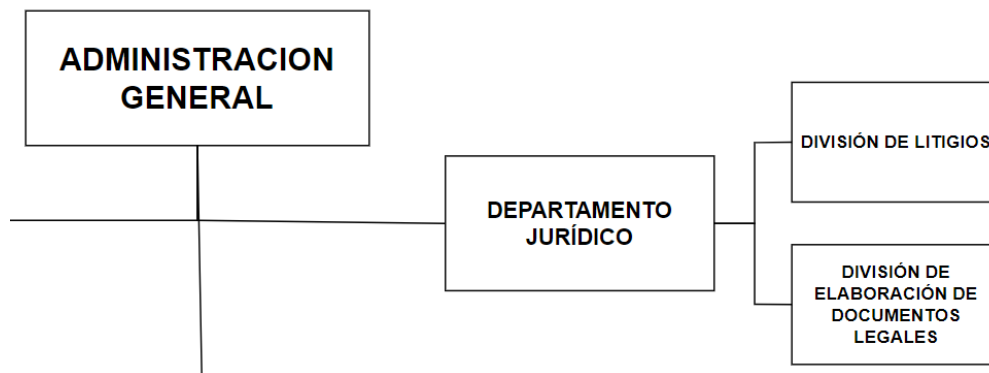 ADMINISTRACION
GENERAL
DEPARTAMENTO
JURÍDICO
DIVISIÓN DE LITIGIOS
DIVISIÓN DE
ELABORACIÓN DE
DOCUMENTOS
LEGALES